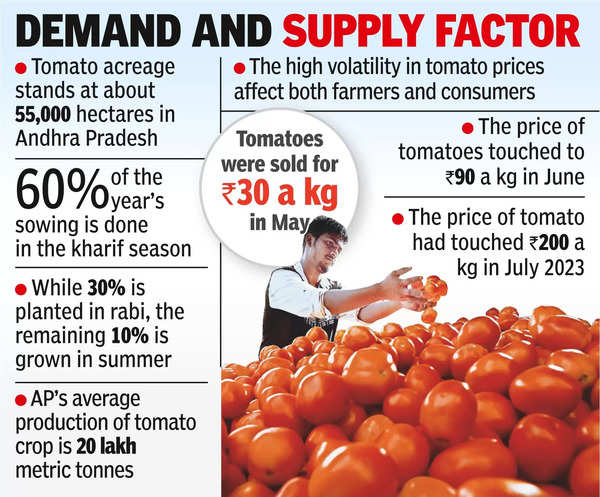 DEMAND AND SUPPLY FACTOR
● Tomato acreage
stands at about
55,000 hectares in
Andhra Pradesh
60% of the
year's
sowing is done
in the kharif season
● While 30% is
planted in rabi, the
remaining 10% is
grown in summer
● AP's average
production of tomato
crop is 20 lakh
metric tonnes
● The high volatility in tomato prices
affect both farmers and consumers
Tomatoes
were sold for
₹30 a kg
in May
● The price of
tomatoes touched to
₹90 a kg in June
● The price of tomato
had touched ₹200 a
kg in July 2023